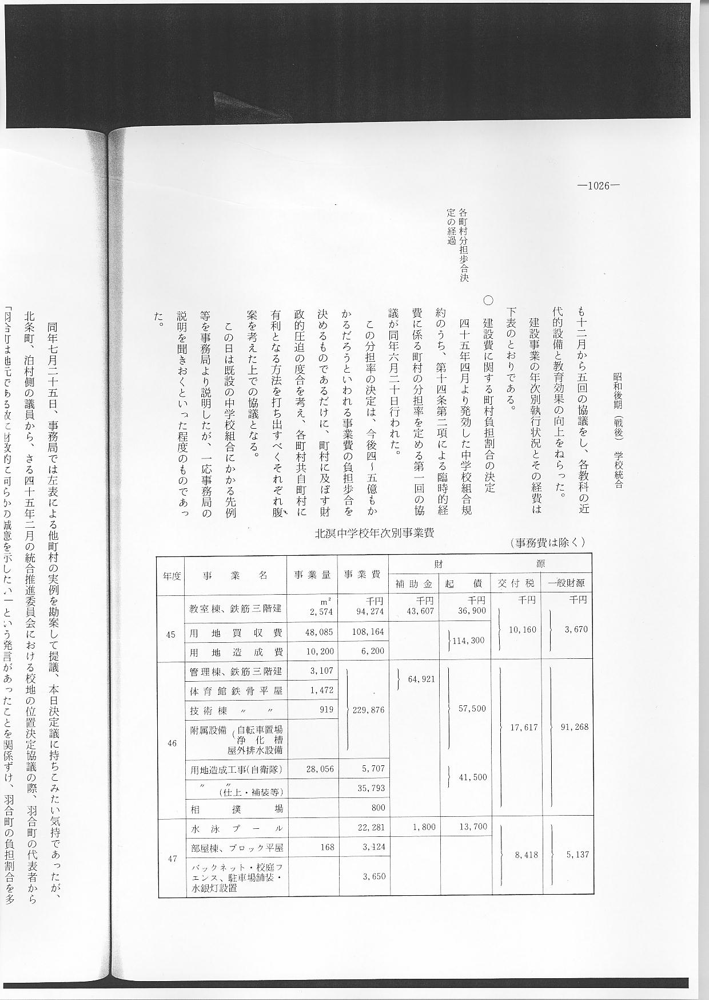 ―1026―
昭和後期（戦後）　学校統合
も十二月から五回の協議をし、各教科の近
代的設備と教育効果の向上をねらった。
建設事業の年次別執行状況とその経費は
下表のとおりである。
〇　建設費に関する町村負担割合の決定
各町村分担歩合決
定の経過
四十五年四月より発効した中学校組合規
約のうち、第十四条第二項による臨時的経
費に係る町村の分担率を定める第一回の協
議が同年六月二十日行われた。
この分担率の決定は、今後四〜五億もか
かるだろうといわれる事業費の負担歩合を
決めるものであるだけに、町村に及ぼす財
政的圧迫の度合を考え、各町村共自町村に
有利となる方法を打ち出すべくそれぞれ腹
案を考えた上での協議となる。
この日は既設の中学校組合にかかる先例
等を事務局より説明したが、一応事務局の
説明を聞きおくといった程度のものであっ
た。
北溟中学校年次別事業費
（事務費は除く）
年度 事業名 事業量 事業費 財源
補助金 起債 交付税 一般財源
㎡ 千円 千円 千円 千円 千円
45 教室棟、鉄筋三階建 2,574 94,274 43,607 36,900 10,160 3,670
用地買収費 48,085 108,164 114,300
用地造成費 10,200 6,200
46 管理棟、鉄筋三階建 3,107 229,876 64,921 57,500 17,617 91,268
体育館鉄骨平屋 1,472
技術棟 〃 〃 919
附属設備（自転車置場
浄化槽
屋外排水設備
用地造成工事（自衛隊） 28,056 5,707 41,500
〃 〃
（仕上・補装等） 35,793
相撲場 800
47 水泳プール 22,281 1,800 13,700 8,418 5,137
部屋棟、ブロック平屋 168 3,424
バックネット・校庭フ
ェンス、駐車場舗装・
水銀灯設置 3,650
同年七月二十五日、事務局では左表による他町村の実例を勘案して提議、本日決定議に持ちこみたい気持であったが、
北条町、泊村側の議員から、さる四十五年二月の統合推進委員会における校地の位置決定協議の際、羽合町の代表者から
「羽合町は地元である故に財政的に何らかの誠意を示したい」という発言があったことを関係ずけ、羽合町の負担割合を多